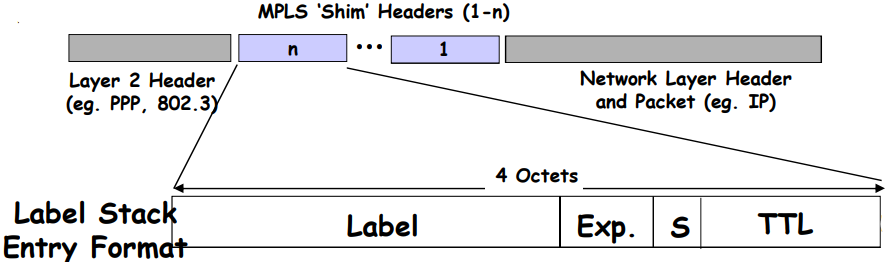 MPLS ‘Shim’ Headers (1-n)
n ••• 1
Layer 2 Header
(eg. PPP, 802.3)
Network Layer Header
and Packet (eg. IP)
4 Octets
Label Stack
Entry Format
Label Exp. S TTL